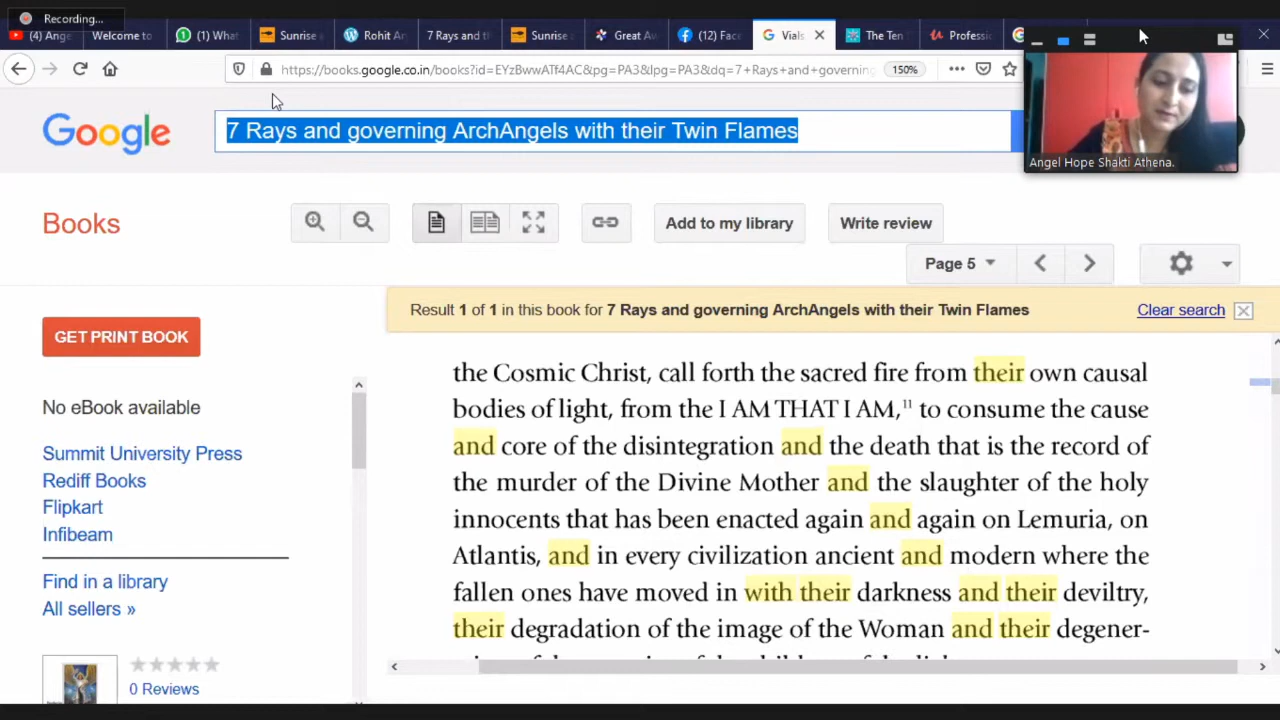 Recording...
(4) Ange
Welcome to
(1) Wha
Sunrise a
Rohit An
7 Rays and th
Sunrise
Great Aw
(12) Fac
Vials
The Ten
Professi
https://books.google.co.in/books?id=EYzBwwATf4AC&pg=PA3&lpg=PA3&dq=7+Rays+and+governing
150%
Google
7 Rays and governing ArchAngels with their Twin Flames
Angel Hope Shakti Athena.
Books
Add to my library
Write review
Page 5
Result 1 of 1 in this book for 7 Rays and governing ArchAngels with their Twin Flames
Clear search
GET PRINT BOOK
No eBook available
Summit University Press
Rediff Books
Flipkart
Infibeam
Find in a library
All sellers »
0 Reviews
the Cosmic Christ, call forth the sacred fire from their own causal
bodies of light, from the I AM THAT I AM,11 to consume the cause
and core of the disintegration and the death that is the record of
the murder of the Divine Mother and the slaughter of the holy
innocents that has been enacted again and again on Lemuria, on
Atlantis, and in every civilization ancient and modern where the
fallen ones have moved in with their darkness and their deviltry,
their degradation of the image of the Woman and their degener-